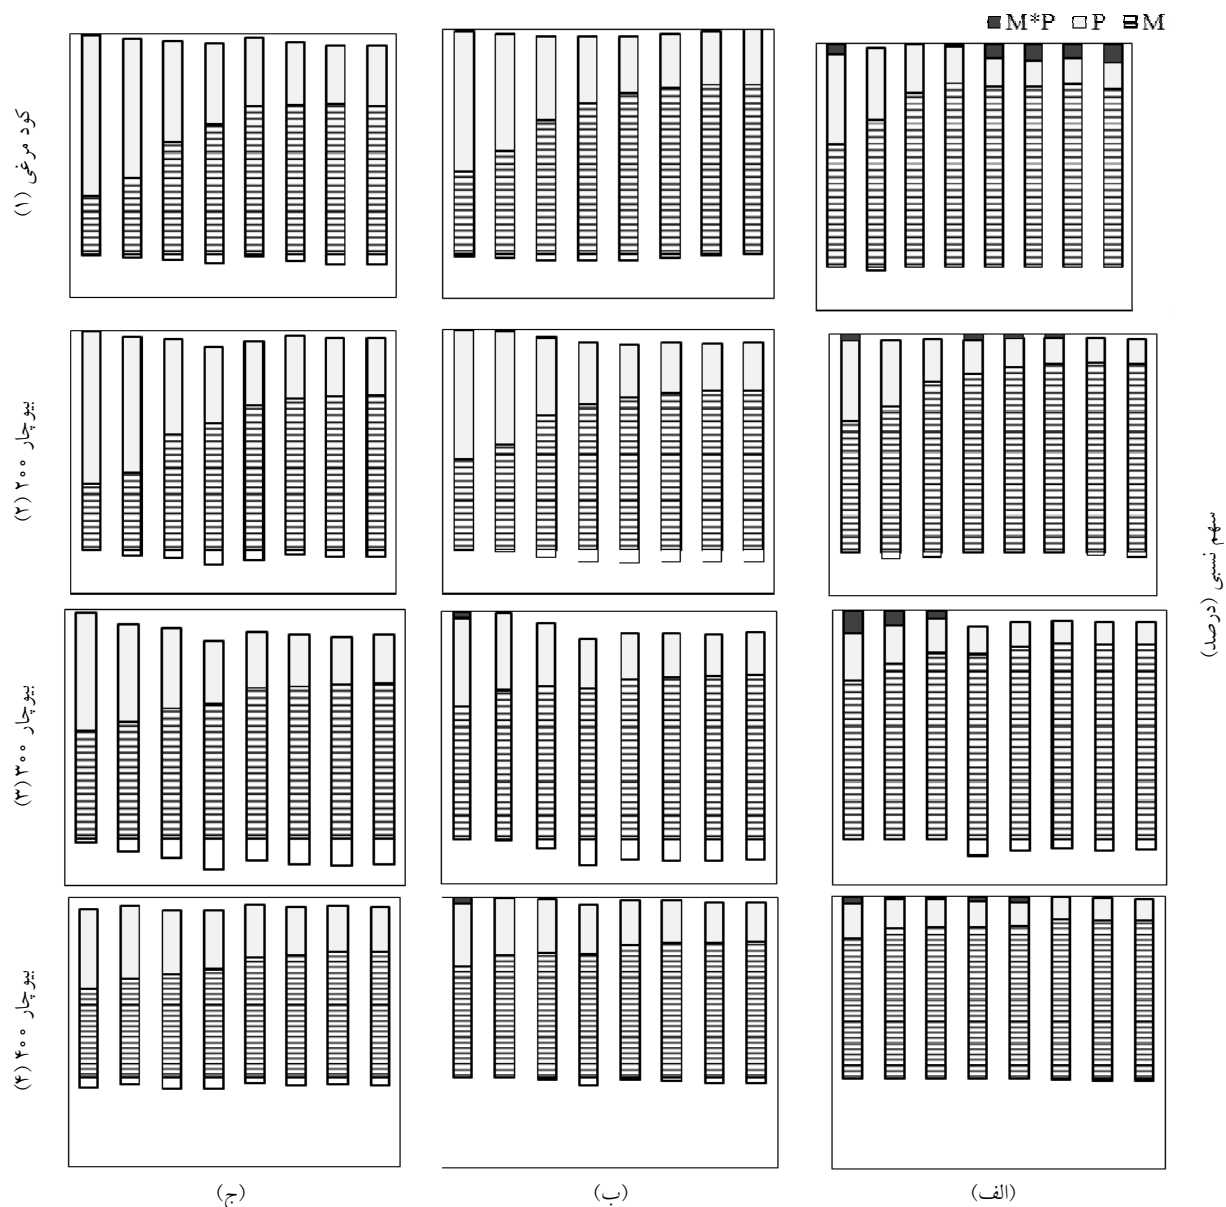 M*P P M
کود مرغی (۱)
بیوچار ۲۰۰ (۲)
بیوچار ۳۰۰ (۳)
بیوچار ۴۰۰ (۴)
سهم نسبی (درصد)
(الف)
(ب)
(ج)